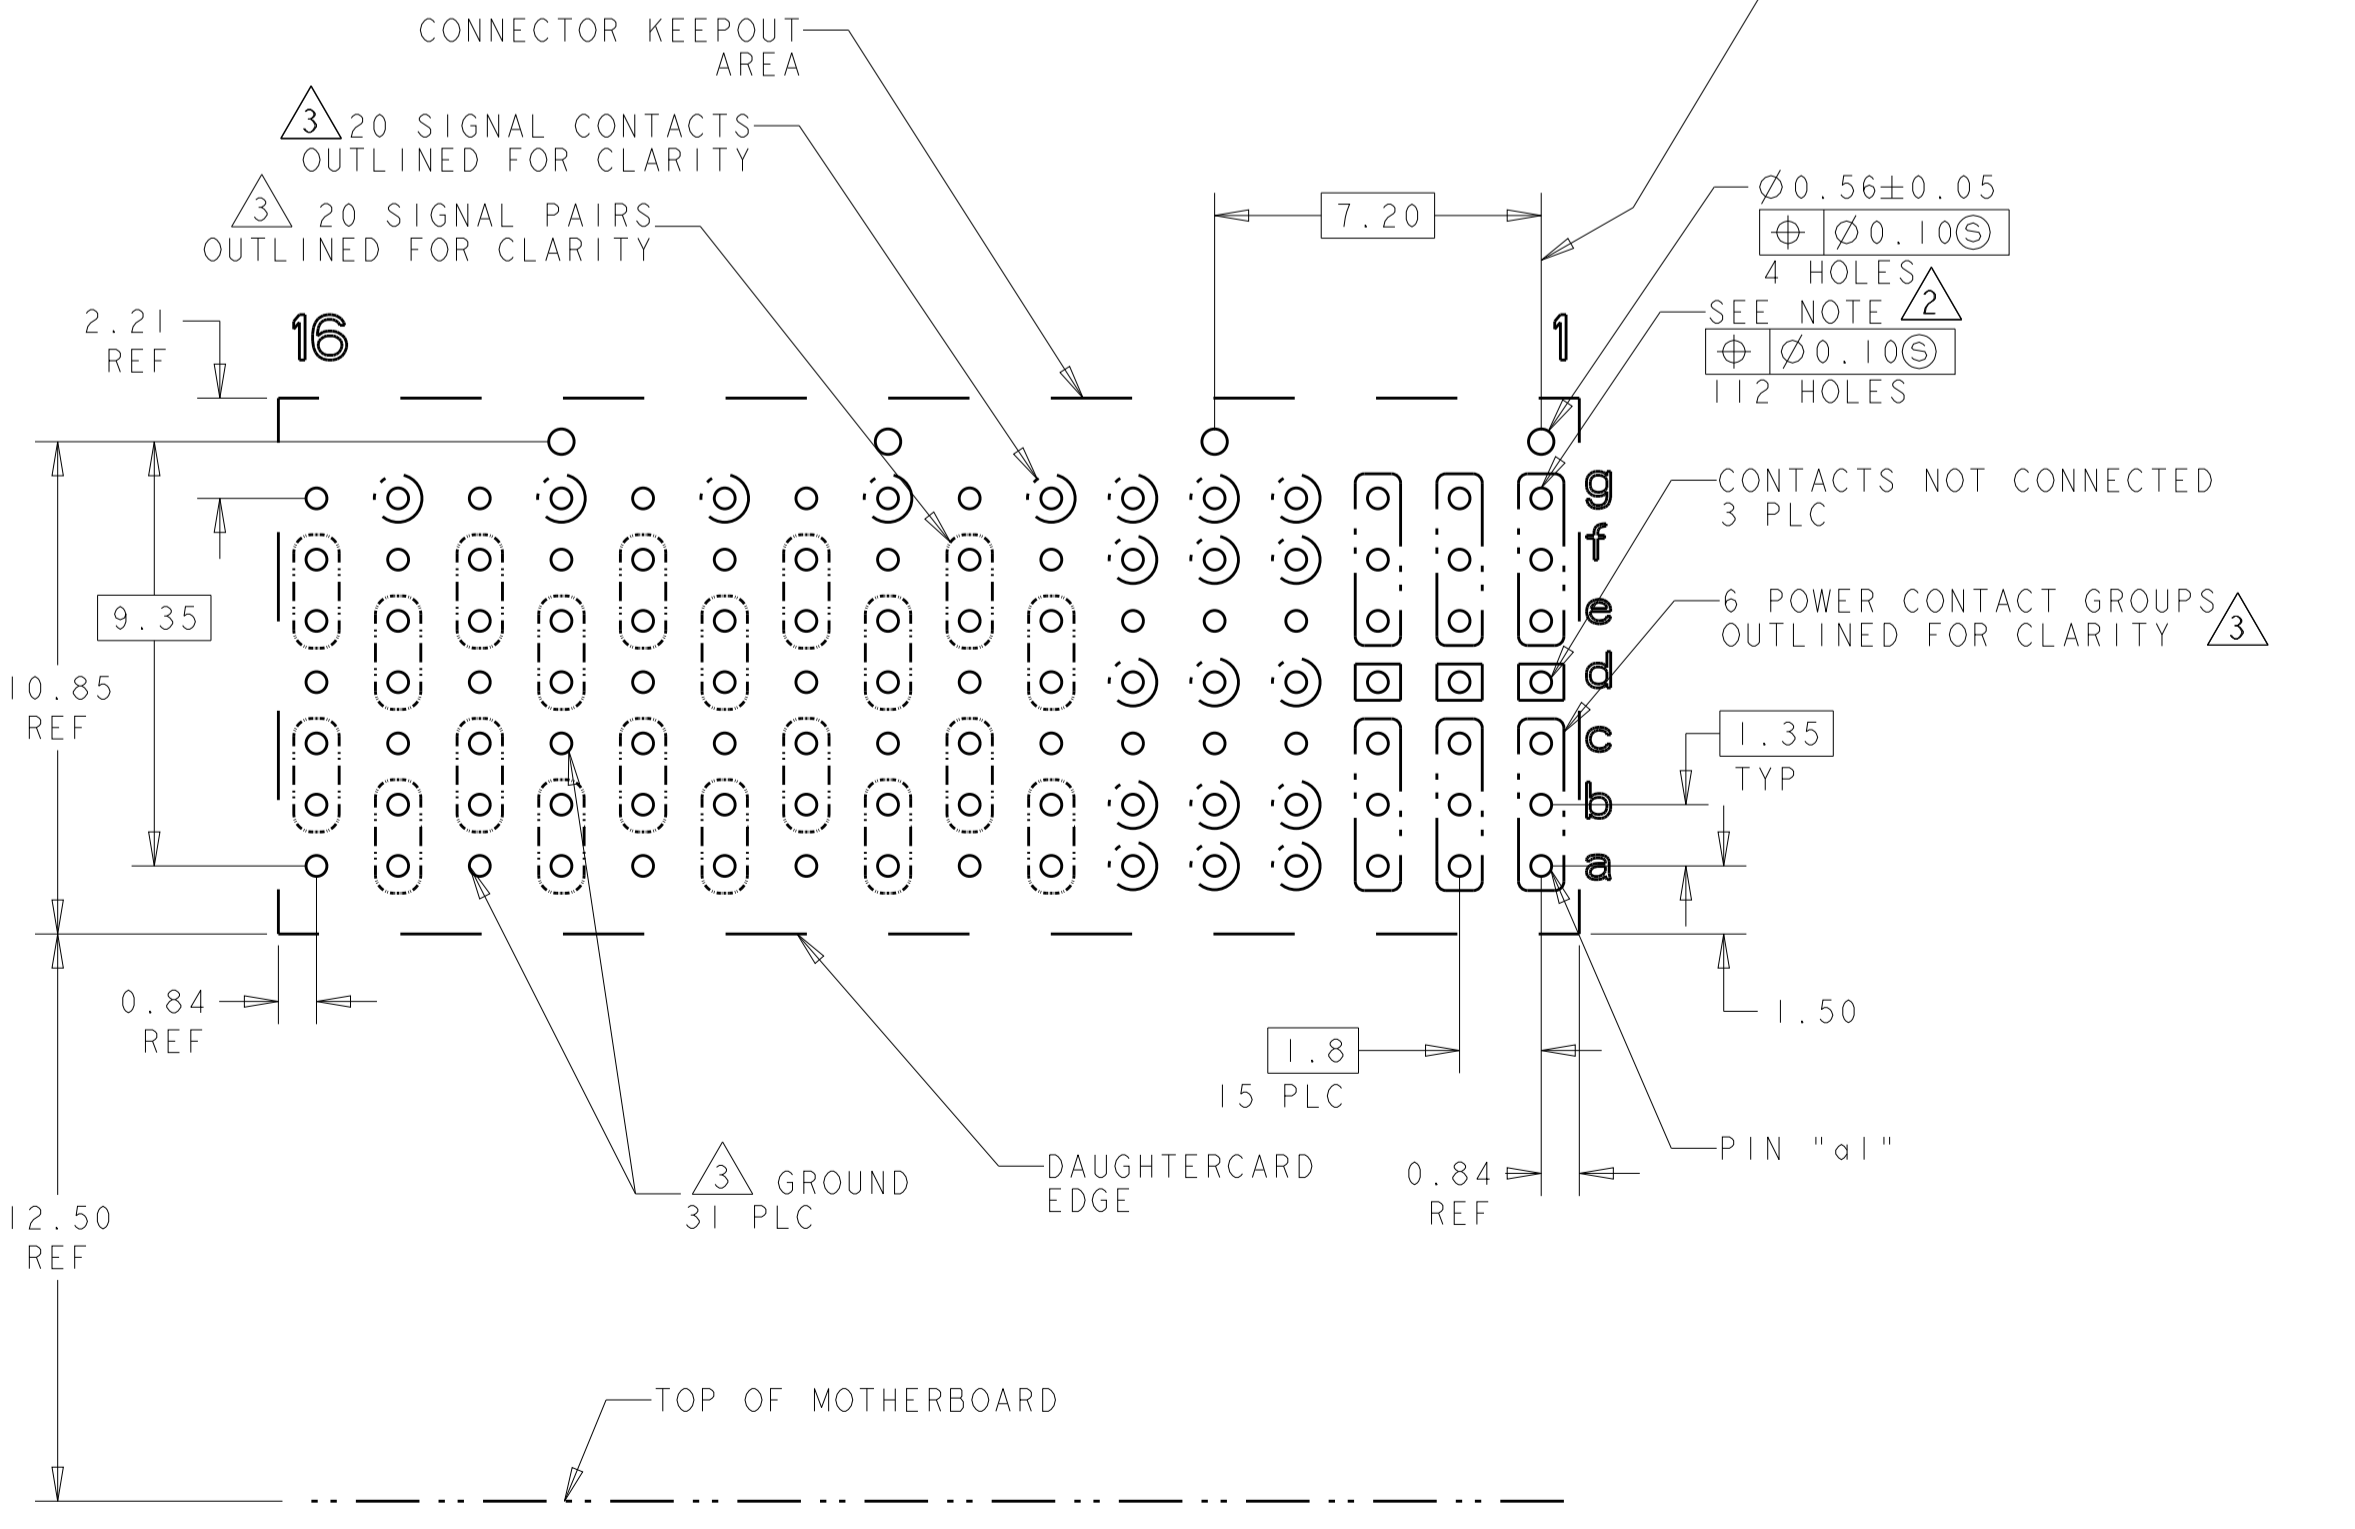 CONNECTOR KEEPOUT
AREA
3 20 SIGNAL CONTACTS
OUTLINED FOR CLARITY
3 20 SIGNAL PAIRS
OUTLINED FOR CLARITY
7.20
Ø0.56±0.05
⌖ Ø0.10Ⓢ
4 HOLES
SEE NOTE 2
⌖ Ø0.10Ⓢ
112 HOLES
2.21
REF
16
1
CONTACTS NOT CONNECTED
3 PLC
6 POWER CONTACT GROUPS
OUTLINED FOR CLARITY 3
g
f
e
d
c
b
a
9.35
10.85
REF
1.35
TYP
1.50
0.84
REF
1.8
15 PLC
PIN "a1"
0.84
REF
3 GROUND
31 PLC
DAUGHTERCARD
EDGE
12.50
REF
TOP OF MOTHERBOARD